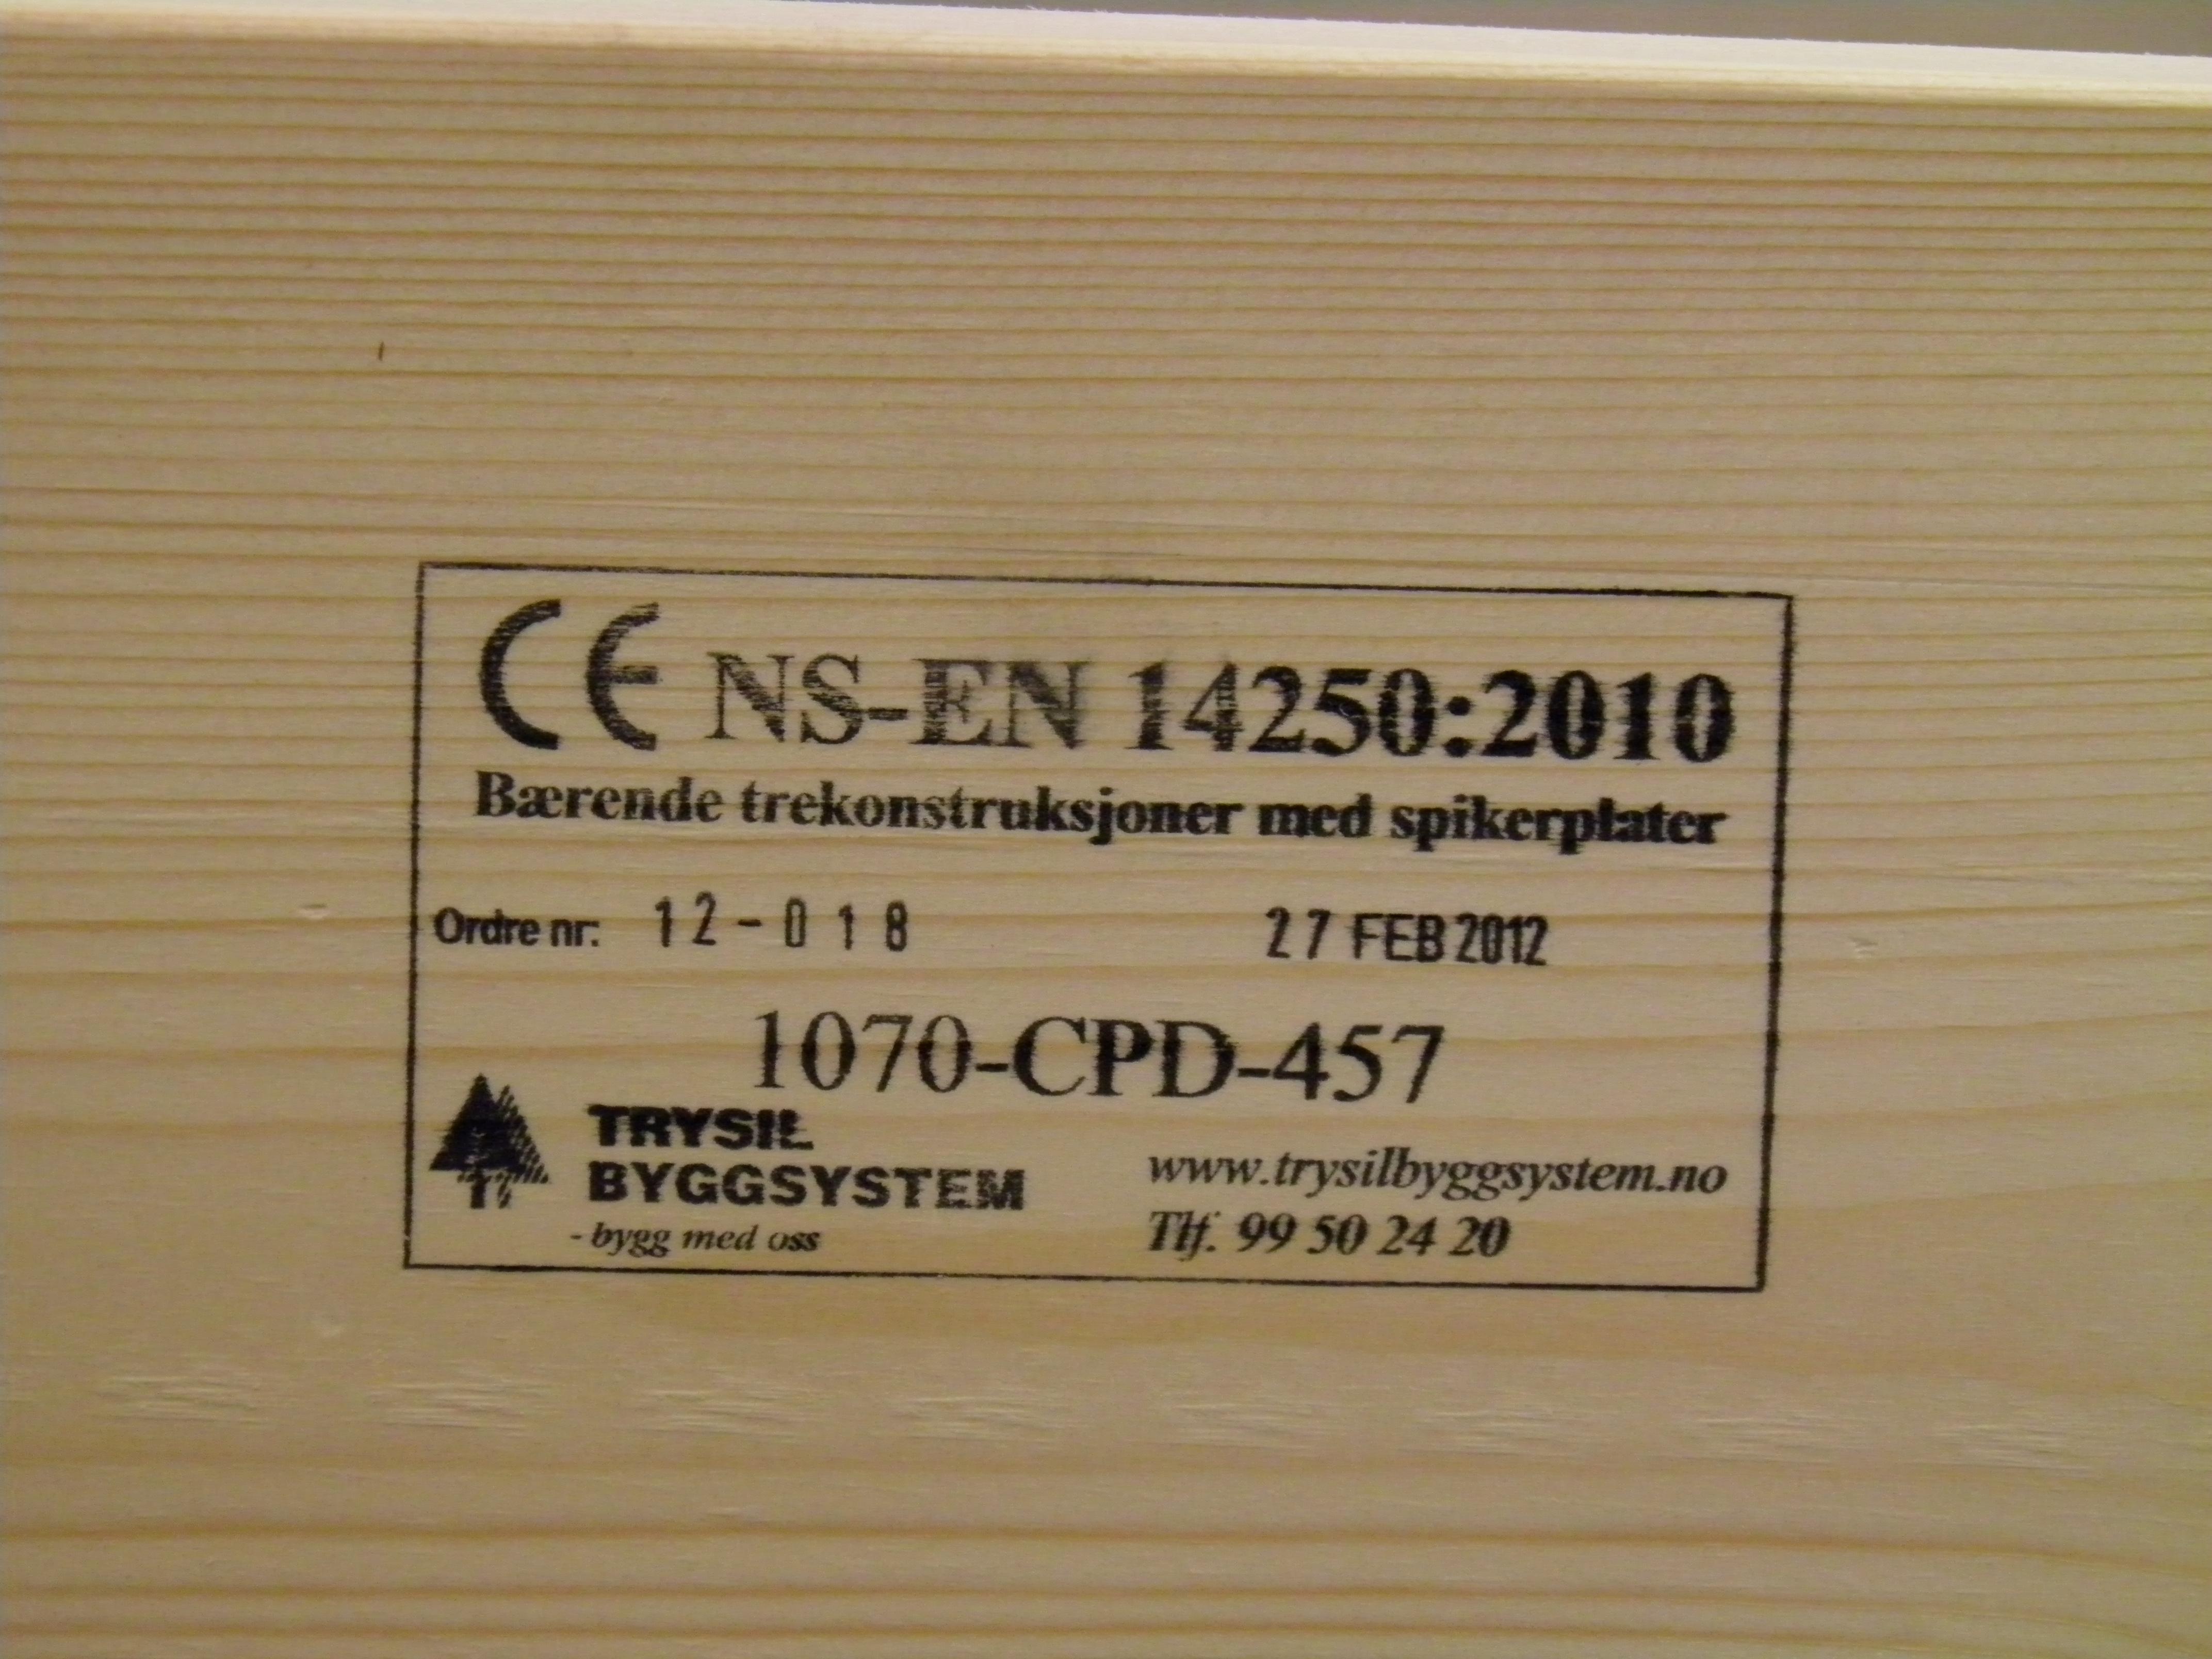 CE NS-EN 14250:2010
Bærende trekonstruksjoner med spikerplater
Ordre nr: 12-018 27 FEB 2012
1070-CPD-457
TRYSIL
BYGGSYSTEM
- bygg med oss
www.trysilbyggsystem.no
Tlf. 99 50 24 20